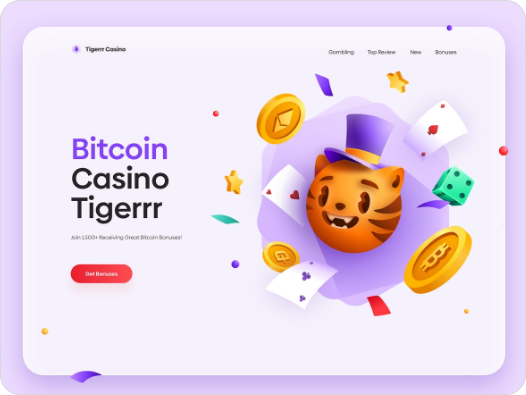 Tigerrr Casino
Gambling Top Review New Bonuses
Bitcoin
Casino
Tigerrr
Join 1500+ Receiving Great Bitcoin Bonuses!
Get Bonuses